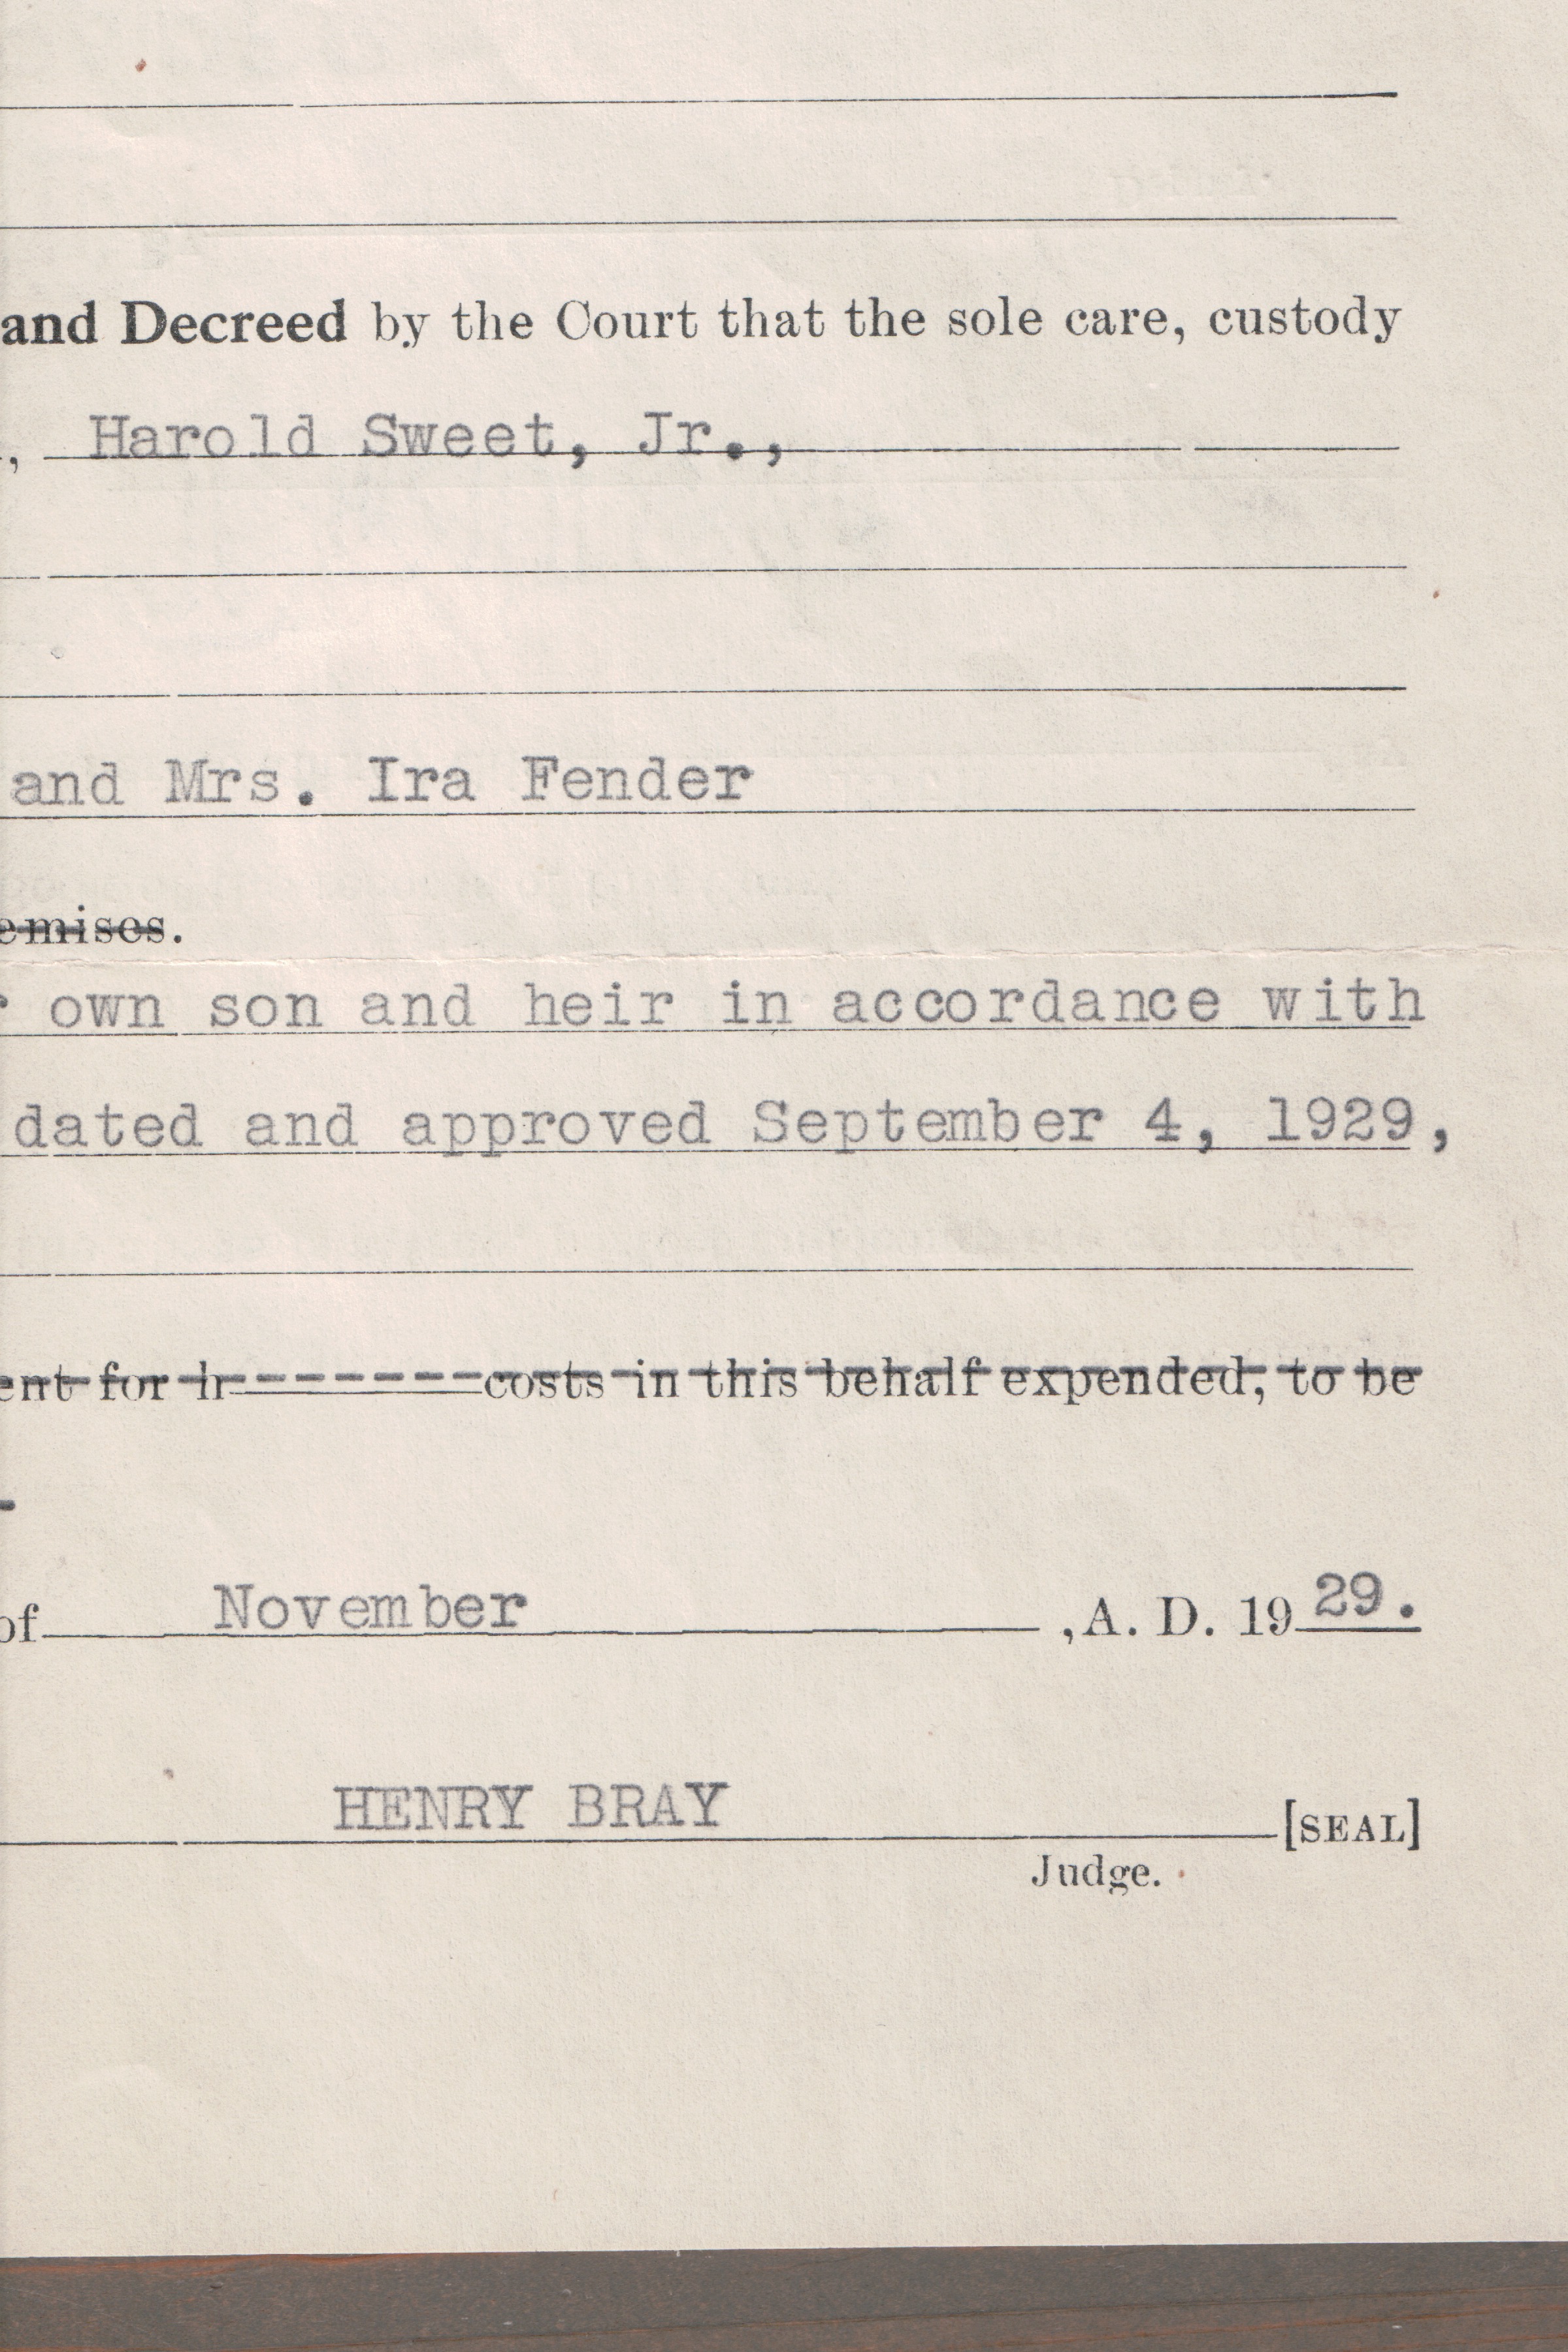 and Decreed by the Court that the sole care, custody
, Harold Sweet, Jr.,
and Mrs. Ira Fender
emises.
own son and heir in accordance with
dated and approved September 4, 1929,
ent for h costs in this behalf expended, to be
of November , A. D. 1929.
HENRY BRAY [SEAL]
Judge.